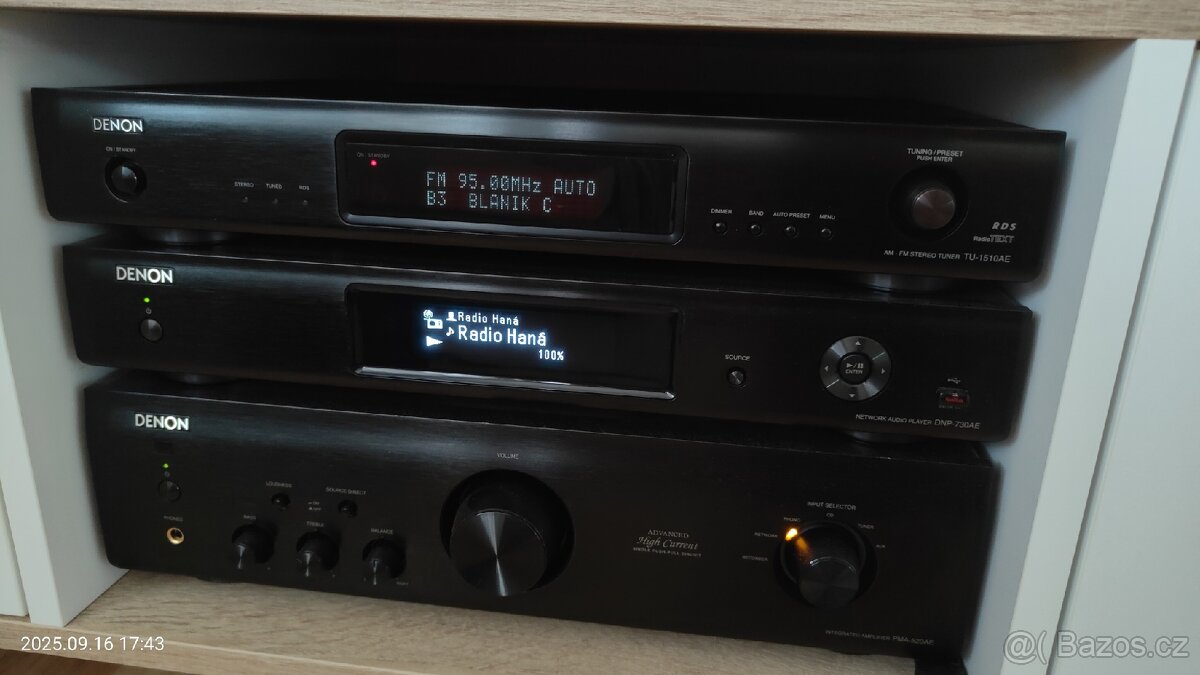 DENON
ON / STANDBY
STEREO TUNED RDS
ON / STANDBY
FM 95.00MHz AUTO
B3 BLANIK C
DIMMER BAND AUTO PRESET MENU
TUNING / PRESET
PUSH ENTER
RDS
Radio TEXT
AM - FM STEREO TUNER TU-1510AE
DENON
Radio Haná
Radio Haná
100%
SOURCE
ENTER
NETWORK AUDIO PLAYER DNP-730AE
DENON
PHONES
LOUDNESS
SOURCE DIRECT
BASS
TREBLE
BALANCE
VOLUME
ADVANCED
High Current
SINGLE PUSH-PULL CIRCUIT
INPUT SELECTOR
PHONO
CD
TUNER
NETWORK
AUX
RECORDER
INTEGRATED AMPLIFIER PMA-520AE
2025.09.16 17:43
@( Bazos.cz